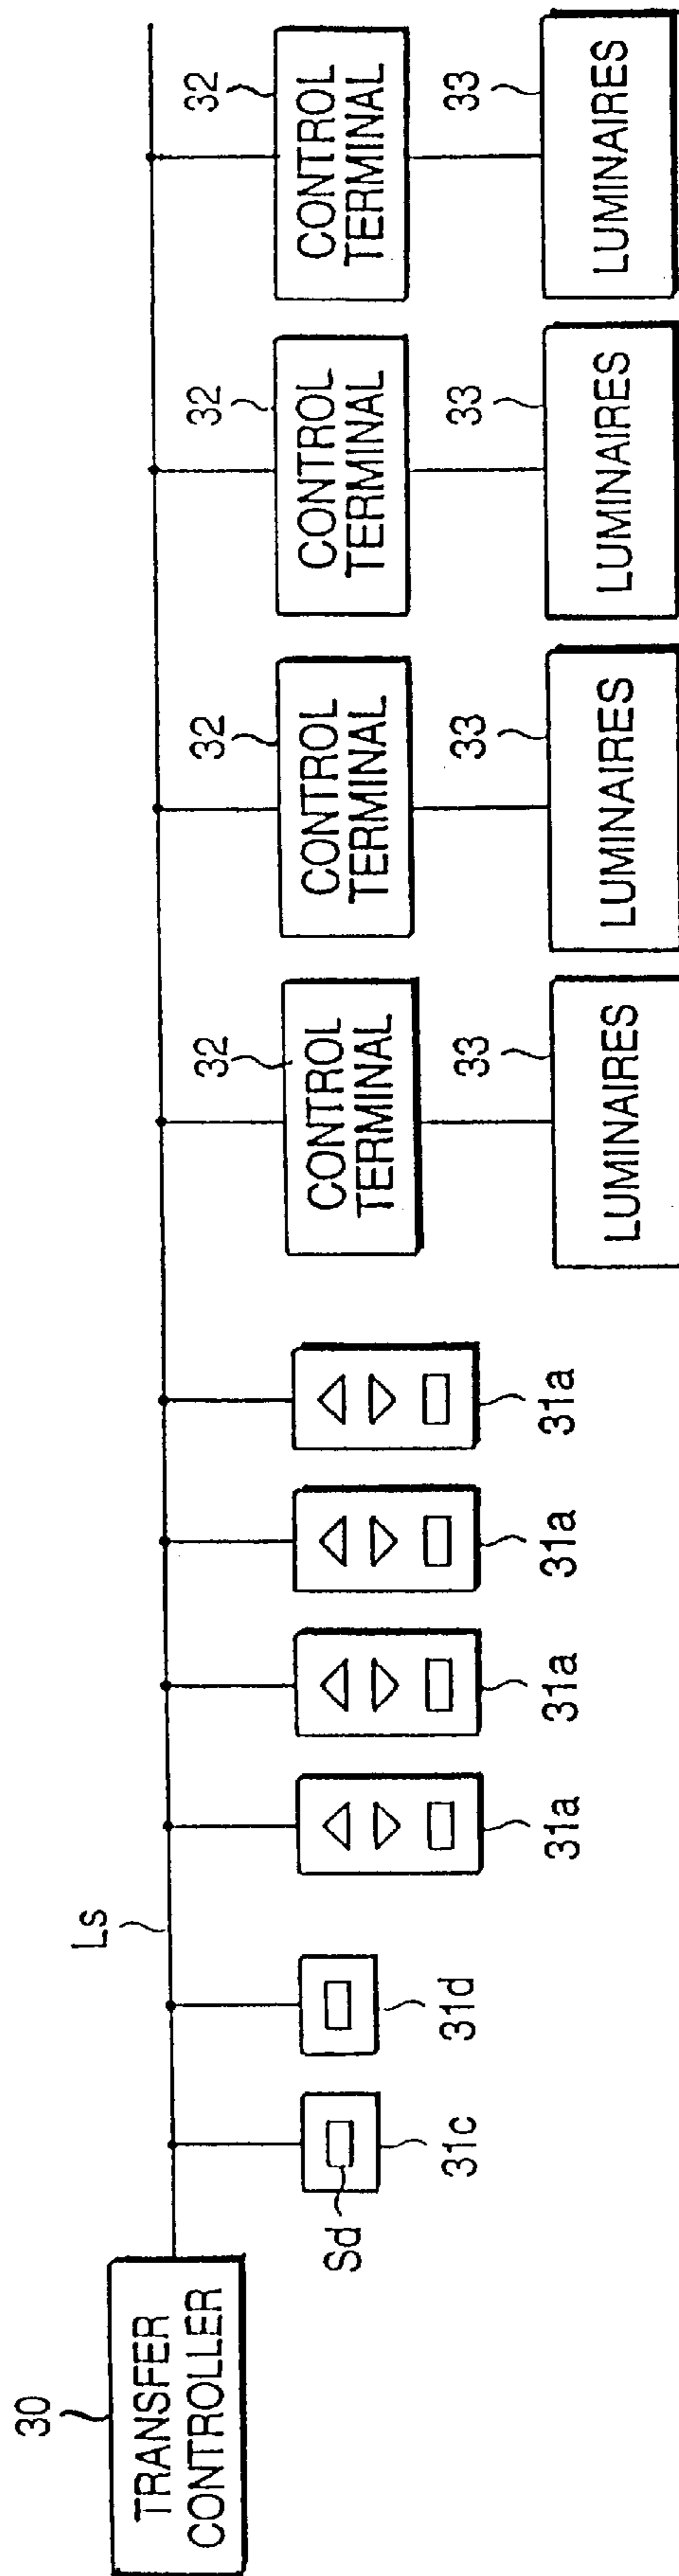 30
TRANSFER
CONTROLLER
Ls
Sd
31c
31d
31a
31a
31a
31a
32
CONTROL
TERMINAL
33
LUMINAIRES
32
CONTROL
TERMINAL
33
LUMINAIRES
32
CONTROL
TERMINAL
33
LUMINAIRES
32
CONTROL
TERMINAL
33
LUMINAIRES